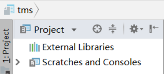 tms
1: Project
Project
External Libraries
Scratches and Consoles